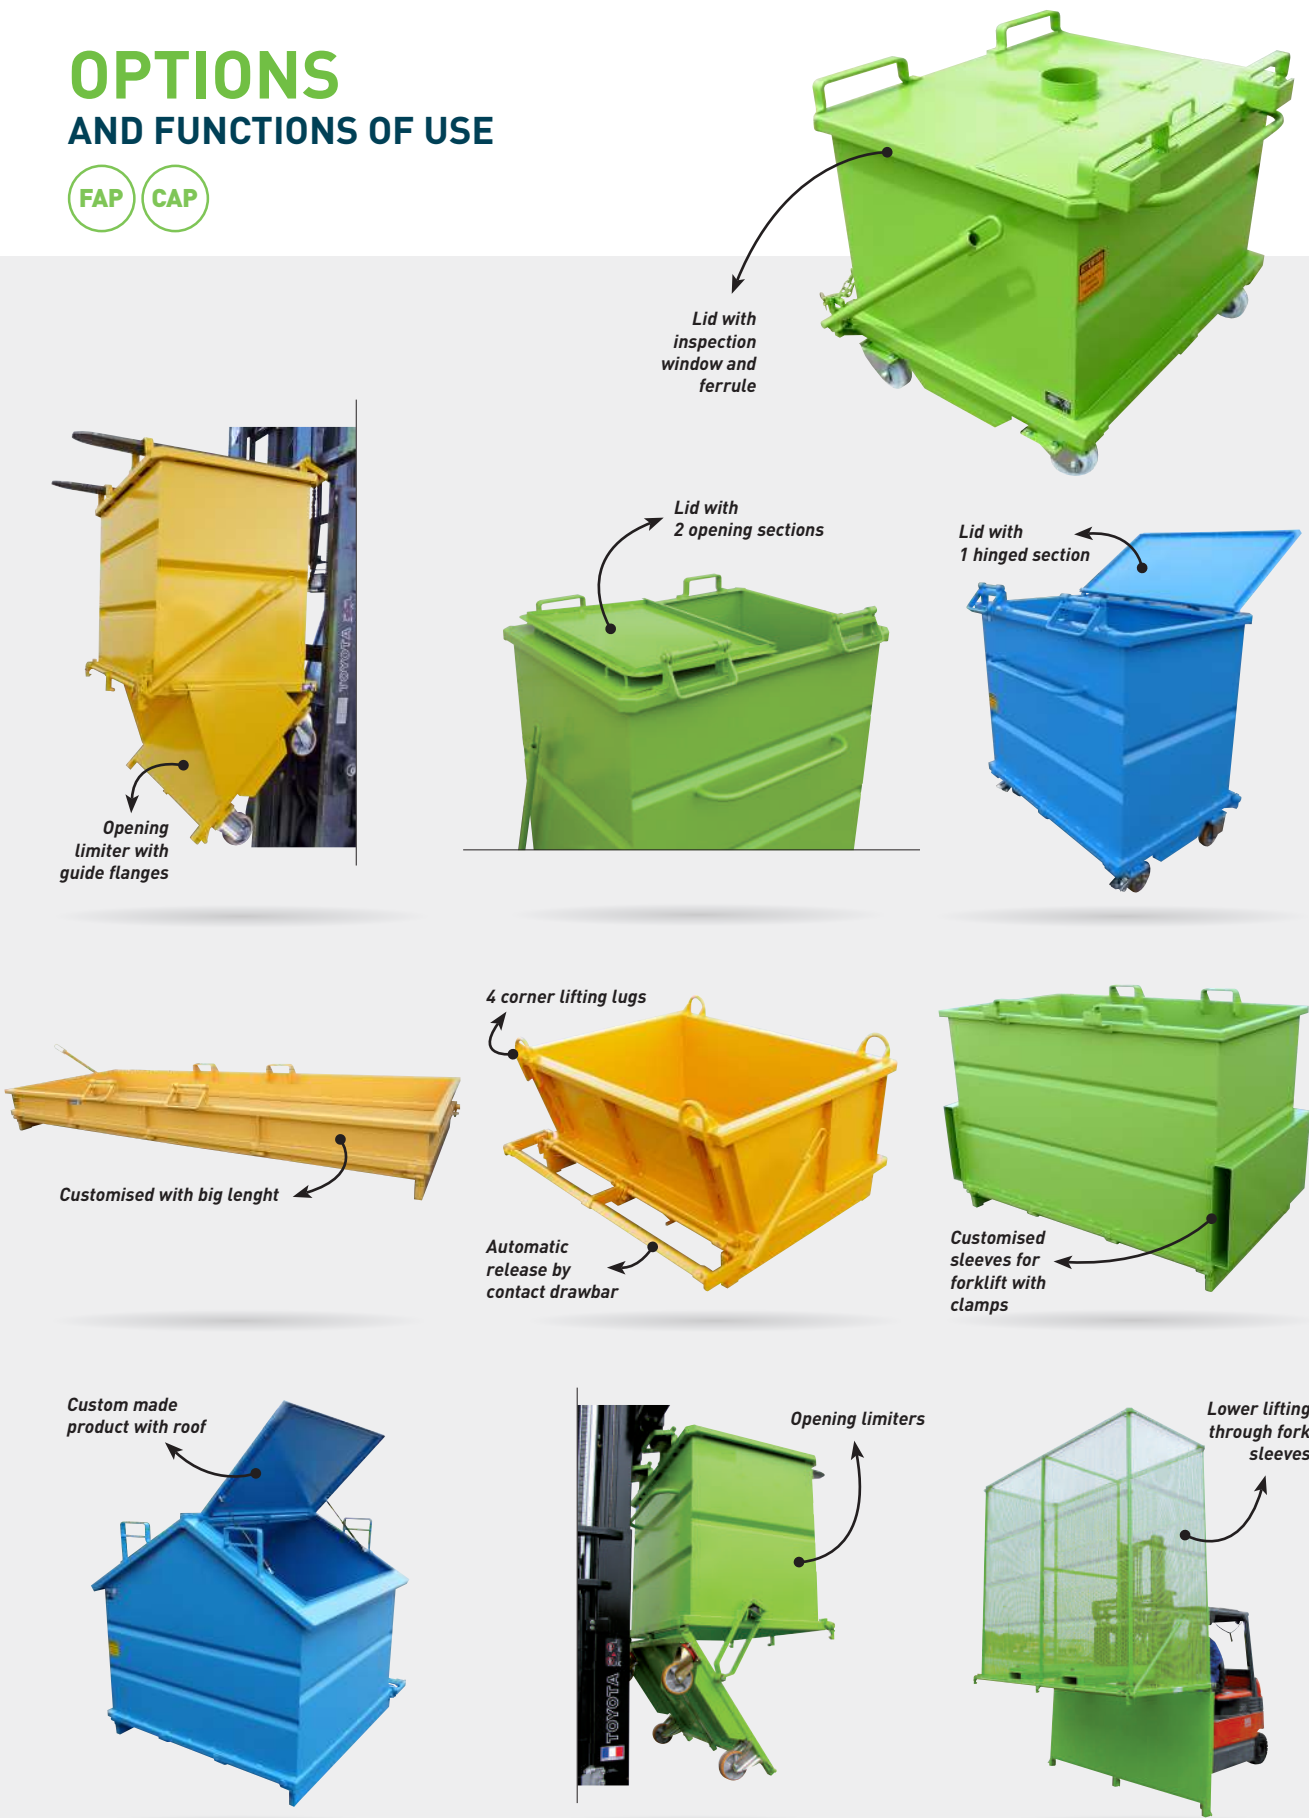 OPTIONS
AND FUNCTIONS OF USE
FAP CAP
Lid with
inspection
window and
ferrule
Opening
limiter with
guide flanges
TOYOTA
Lid with
2 opening sections
Lid with
1 hinged section
Customised with big lenght
4 corner lifting lugs
Automatic
release by
contact drawbar
Customised
sleeves for
forklift with
clamps
Custom made
product with roof
Opening limiters
TOYOTA
Lower lifting
through fork
sleeves